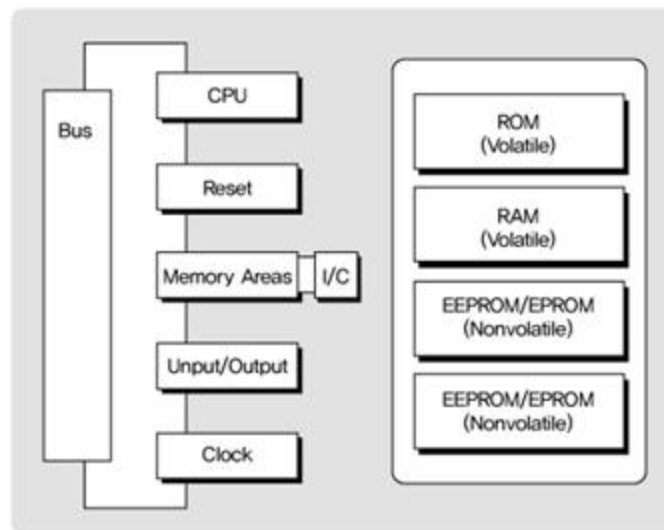 Bus
CPU
Reset
Memory Areas
I/C
Unput/Output
Clock
ROM
(Volatile)
RAM
(Volatile)
EEPROM/EPROM
(Nonvolatile)
EEPROM/EPROM
(Nonvolatile)